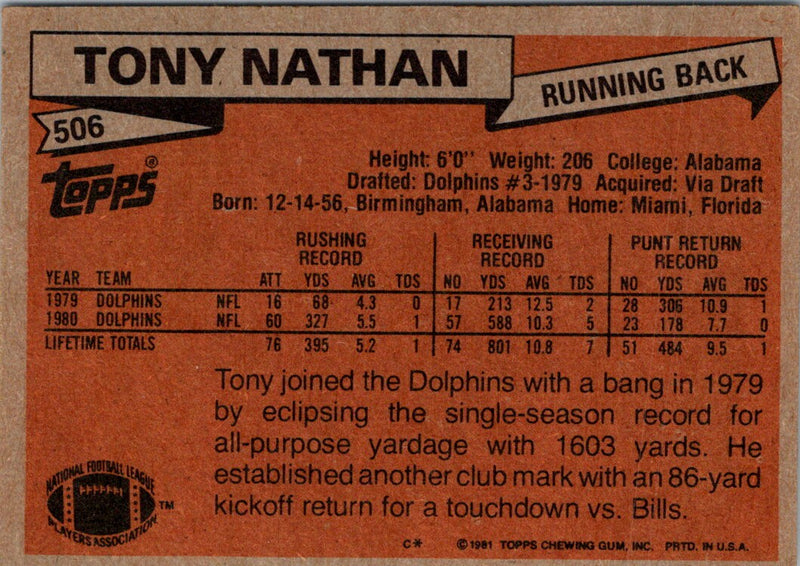 TONY NATHAN
RUNNING BACK
506
topps®
Height: 6'0" Weight: 206 College: Alabama
Drafted: Dolphins #3-1979 Acquired: Via Draft
Born: 12-14-56, Birmingham, Alabama Home: Miami, Florida
RUSHING RECORD RECEIVING RECORD PUNT RETURN RECORD
YEAR TEAM ATT YDS AVG TDS NO YDS AVG TDS NO YDS AVG TDS
1979 DOLPHINS NFL 16 68 4.3 0 17 213 12.5 2 28 306 10.9 1
1980 DOLPHINS NFL 60 327 5.5 1 57 588 10.3 5 23 178 7.7 0
LIFETIME TOTALS 76 395 5.2 1 74 801 10.8 7 51 484 9.5 1
Tony joined the Dolphins with a bang in 1979
by eclipsing the single-season record for
all-purpose yardage with 1603 yards. He
established another club mark with an 86-yard
kickoff return for a touchdown vs. Bills.
NATIONAL FOOTBALL LEAGUE
PLAYERS ASSOCIATION
TM
C* ©1981 TOPPS CHEWING GUM, INC. PRTD. IN U.S.A.